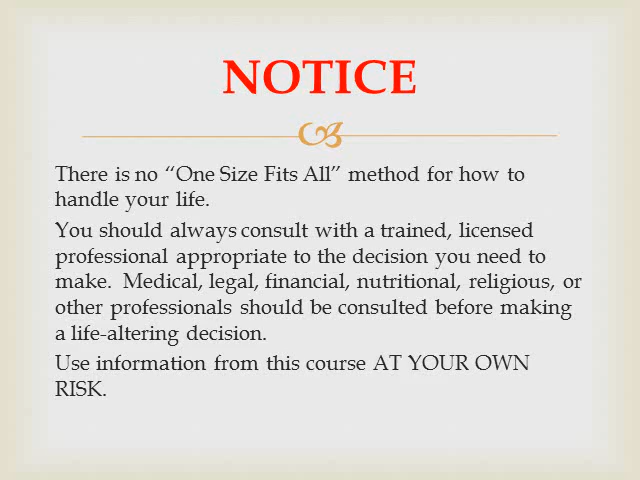 NOTICE
There is no “One Size Fits All” method for how to
handle your life.
You should always consult with a trained, licensed
professional appropriate to the decision you need to
make.  Medical, legal, financial, nutritional, religious, or
other professionals should be consulted before making
a life-altering decision.
Use information from this course AT YOUR OWN
RISK.